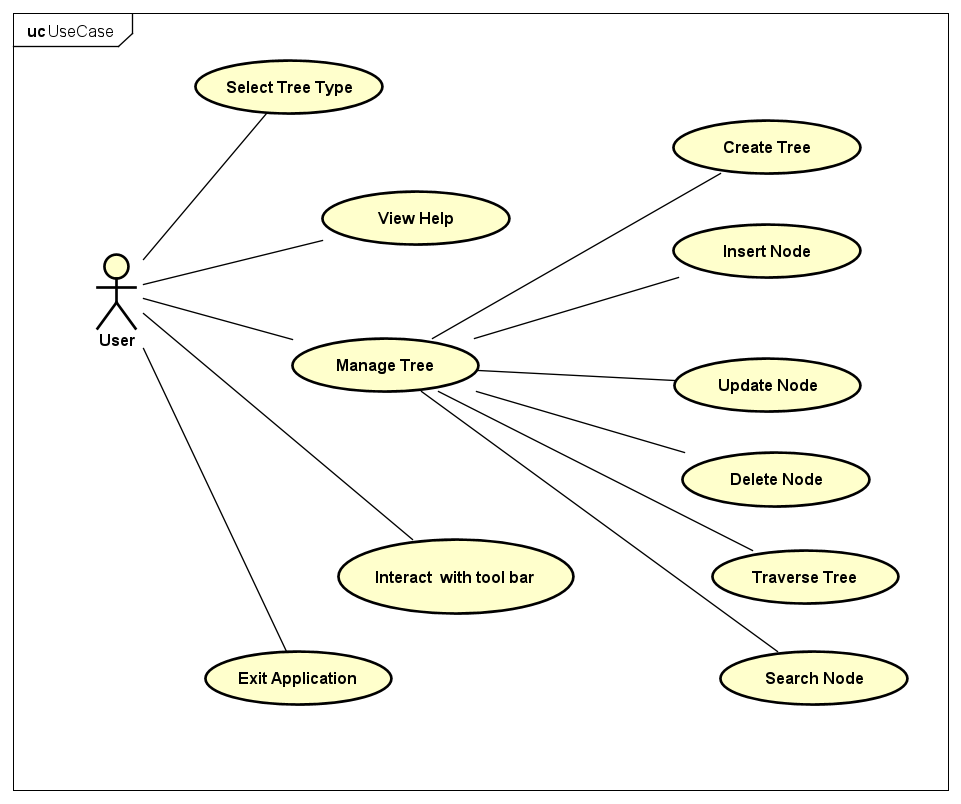 uc UseCase
Select Tree Type
Create Tree
View Help
Insert Node
User
Manage Tree
Update Node
Delete Node
Interact with tool bar
Traverse Tree
Exit Application
Search Node